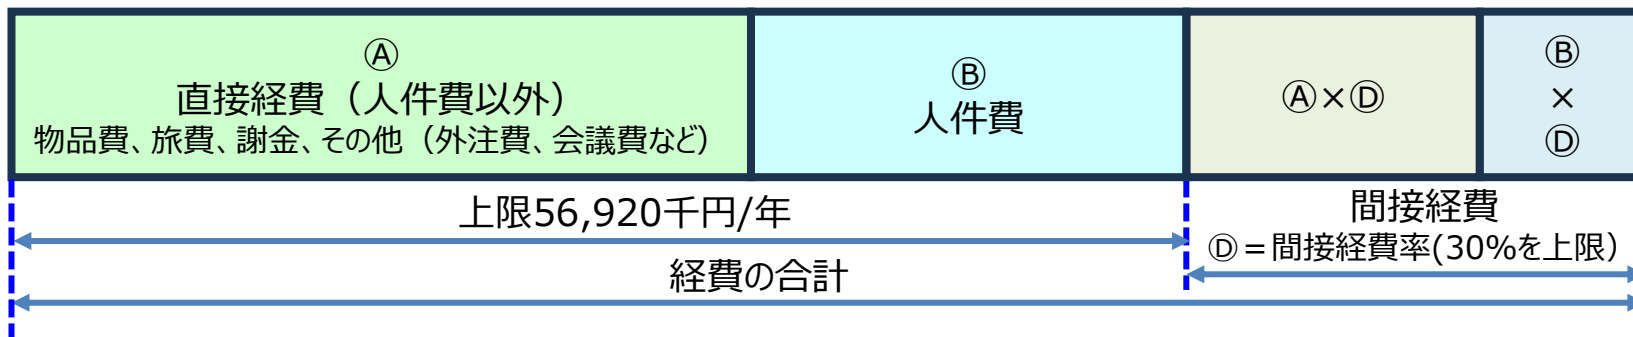 Ⓐ
直接経費（人件費以外）
物品費、旅費、謝金、その他（外注費、会議費など）
Ⓑ
人件費
Ⓐ×Ⓓ
Ⓑ
×
Ⓓ
上限56,920千円/年
間接経費
Ⓓ＝間接経費率(30%を上限）
経費の合計